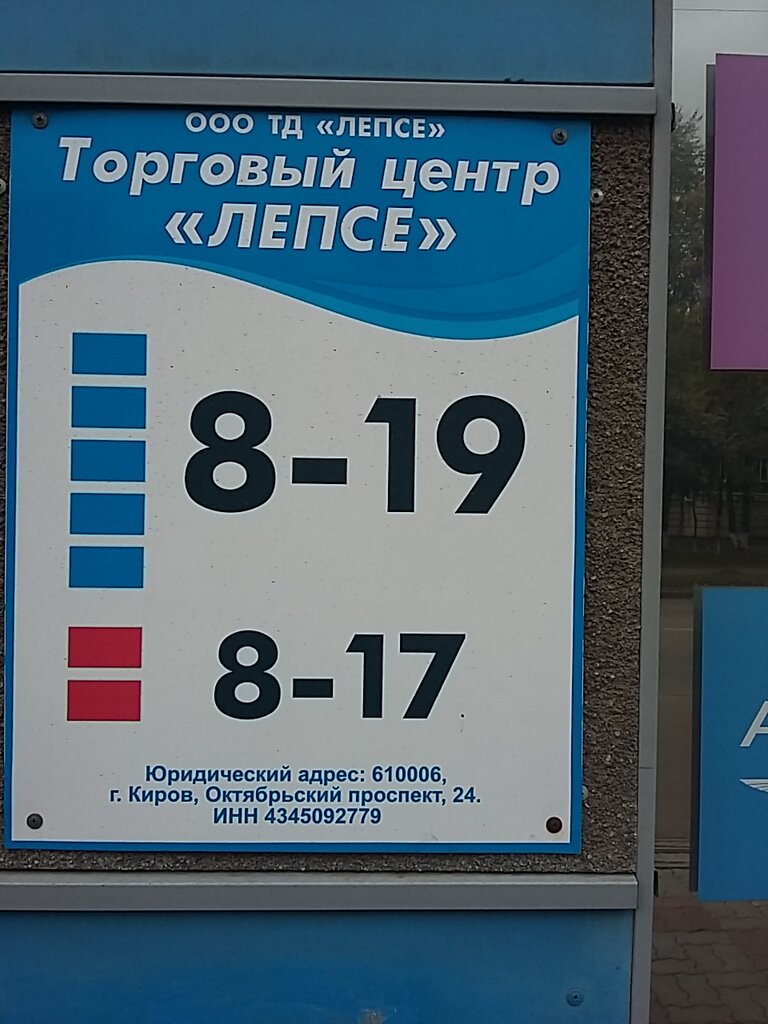 ООО ТД «ЛЕПСЕ»
Торговый центр
«ЛЕПСЕ»
8-19
8-17
Юридический адрес: 610006,
г. Киров, Октябрьский проспект, 24.
ИНН 4345092779